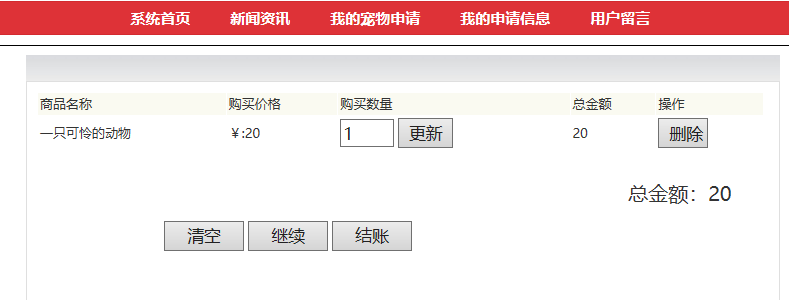 系统首页 新闻资讯 我的宠物申请 我的申请信息 用户留言
商品名称 购买价格 购买数量 总金额 操作
一只可怜的动物 ￥:20 1 更新 20 删除
总金额：20
清空 继续 结账